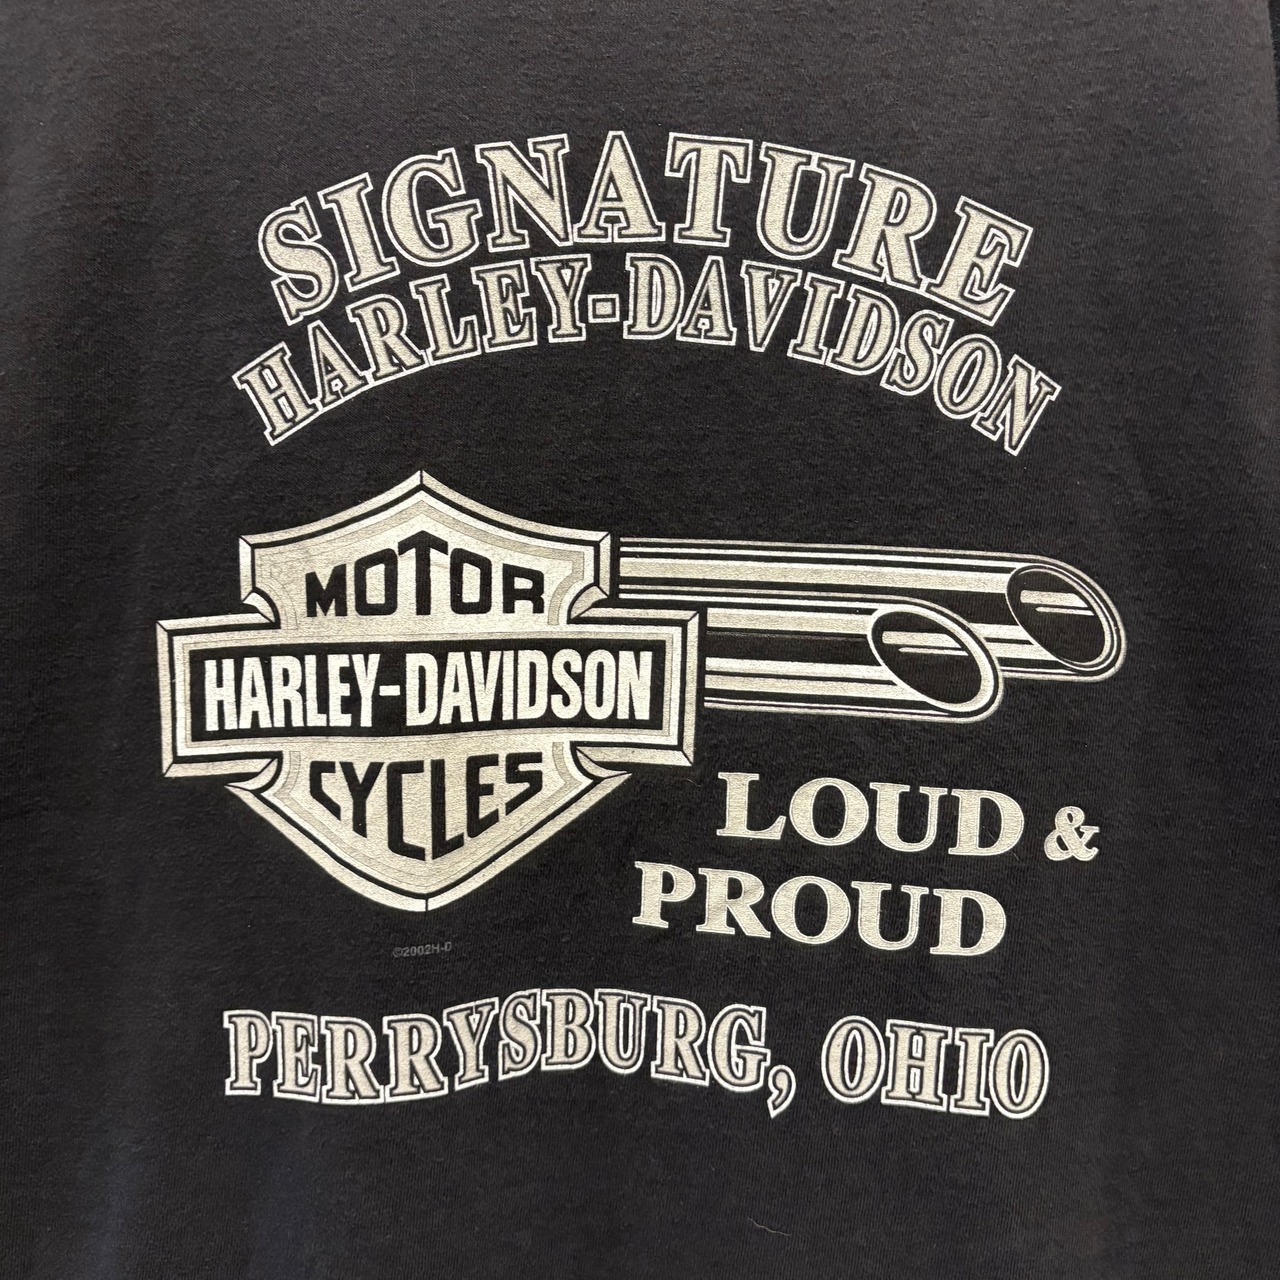 SIGNATURE
HARLEY-DAVIDSON
MOTOR
HARLEY-DAVIDSON
CYCLES
LOUD &
PROUD
©2002H-D
PERRYSBURG, OHIO